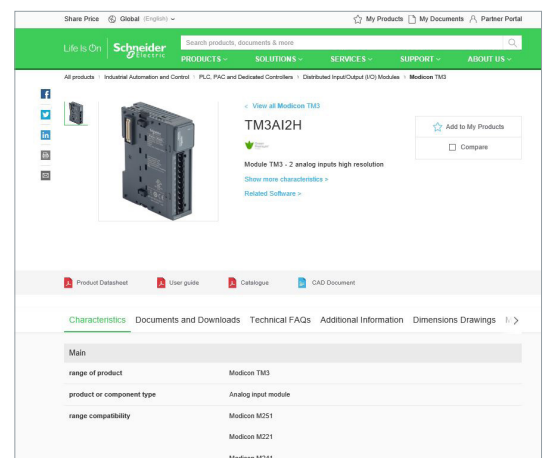 Share Price Global (English) My Products My Documents Partner Portal
Life Is On Schneider Electric Search products, documents & more
PRODUCTS SOLUTIONS SERVICES SUPPORT ABOUT US
All products > Industrial Automation and Control > PLC, PAC and Dedicated Controllers > Distributed Input/Output (I/O) Modules > Modicon TM3
< View all Modicon TM3
TM3AI2H
Add to My Products
Compare
Module TM3 - 2 analog inputs high resolution
Show more characteristics >
Related Software >
Product Datasheet User guide Catalogue CAD Document
Characteristics Documents and Downloads Technical FAQs Additional Information Dimensions Drawings
Main
range of product Modicon TM3
product or component type Analog input module
range compatibility Modicon M251
Modicon M221
Modicon M241